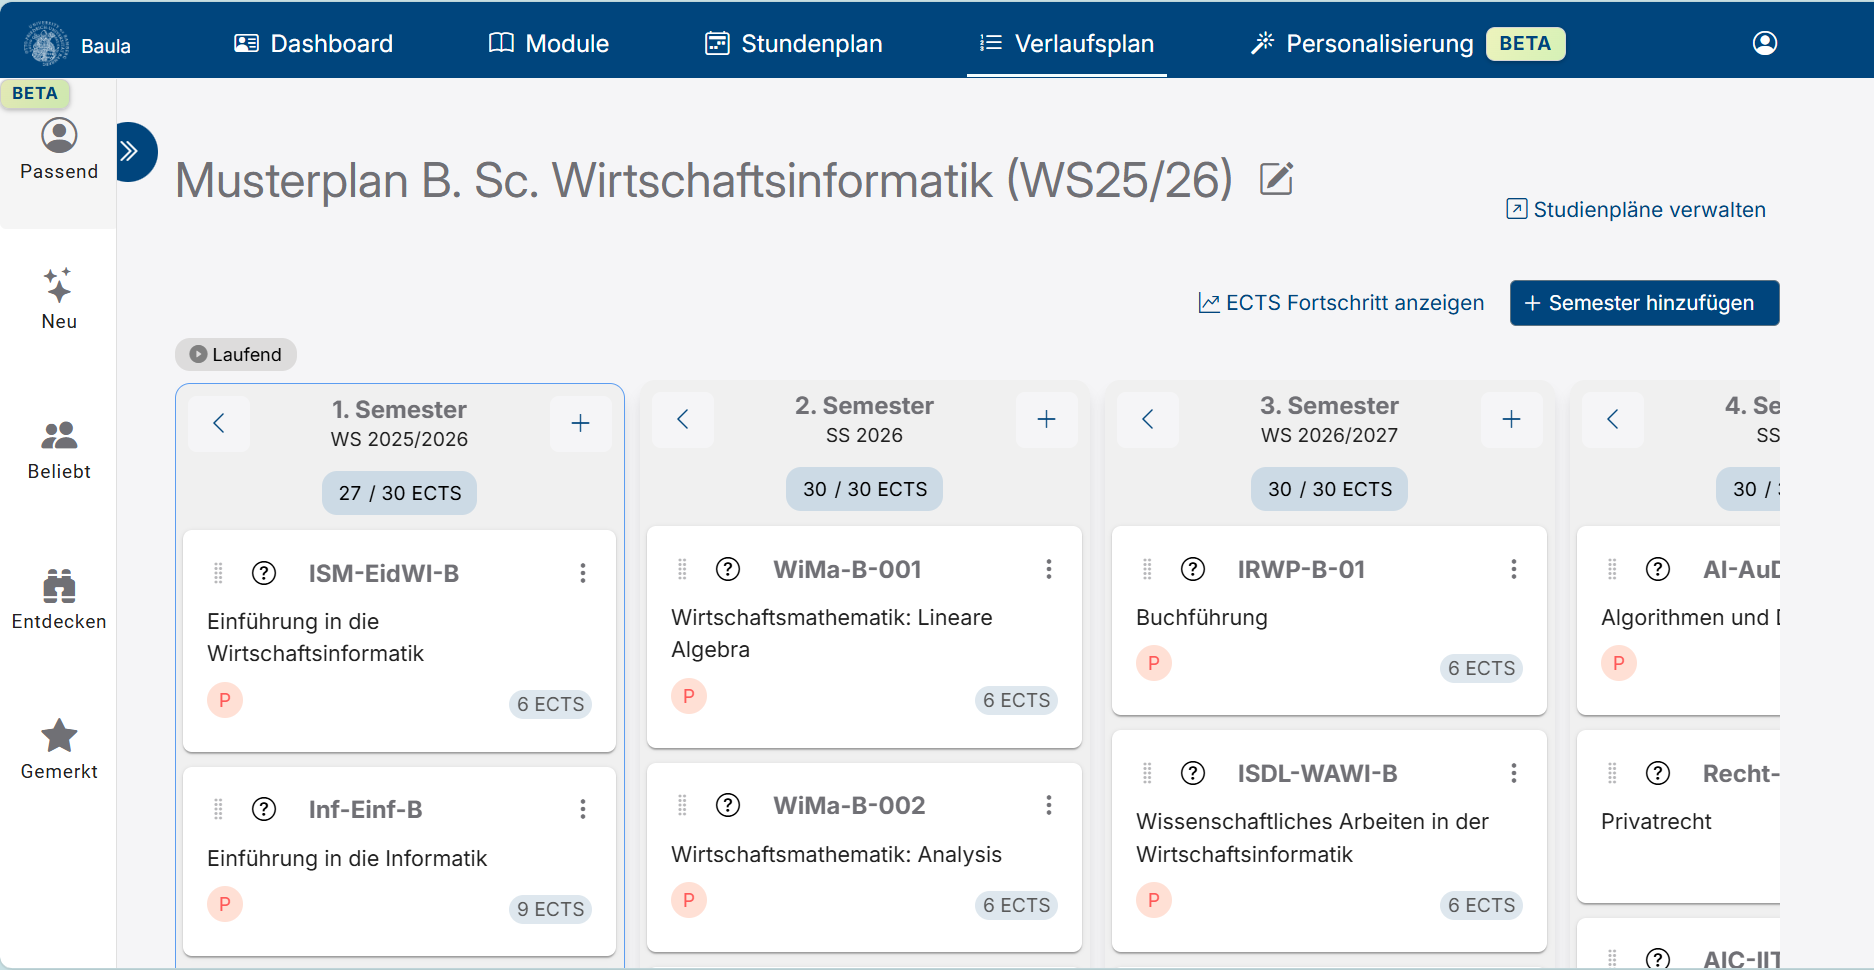 Baula
Dashboard
Module
Stundenplan
Verlaufsplan
Personalisierung BETA
BETA
Passend
Neu
Beliebt
Entdecken
Gemerkt
Musterplan B. Sc. Wirtschaftsinformatik (WS25/26)
Studienpläne verwalten
ECTS Fortschritt anzeigen
+ Semester hinzufügen
Laufend
1. Semester
WS 2025/2026
27 / 30 ECTS
ISM-EidWI-B
Einführung in die
Wirtschaftsinformatik
P
6 ECTS
Inf-Einf-B
Einführung in die Informatik
P
9 ECTS
2. Semester
SS 2026
30 / 30 ECTS
WiMa-B-001
Wirtschaftsmathematik: Lineare
Algebra
P
6 ECTS
WiMa-B-002
Wirtschaftsmathematik: Analysis
P
6 ECTS
3. Semester
WS 2026/2027
30 / 30 ECTS
IRWP-B-01
Buchführung
P
6 ECTS
ISDL-WAWI-B
Wissenschaftliches Arbeiten in der
Wirtschaftsinformatik
P
6 ECTS
4. Se
SS
30 /
AI-AuD
Algorithmen und D
P
Recht-
Privatrecht
AIC-IIT